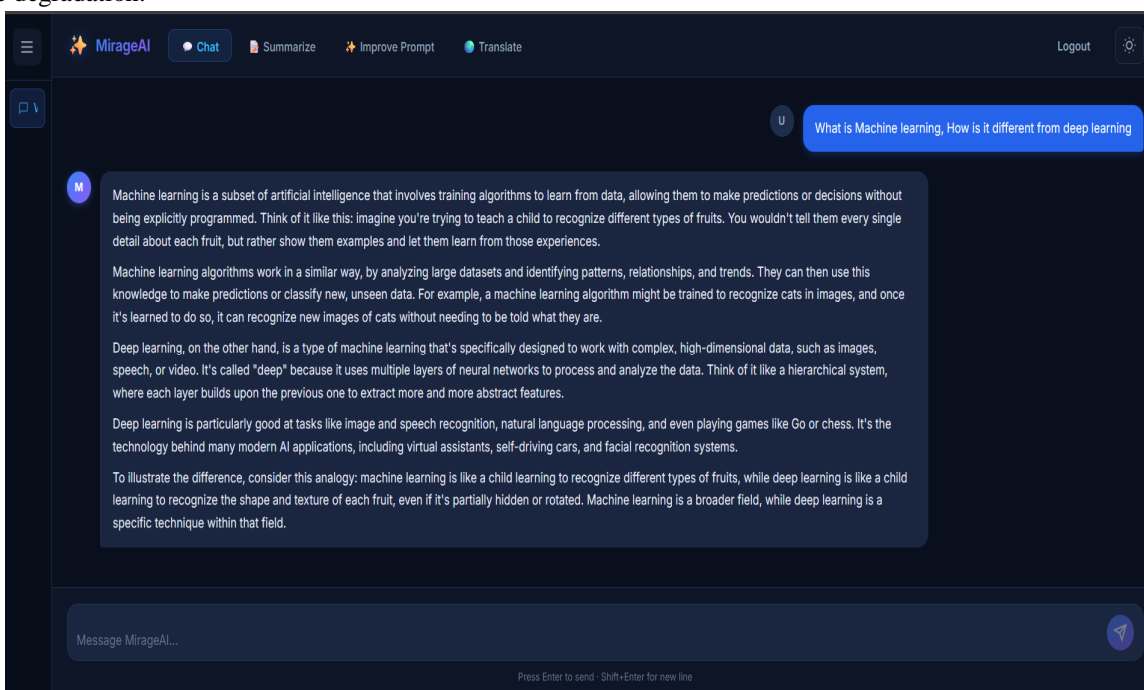 degradation.
MirageAI Chat Summarize Improve Prompt Translate Logout
U What is Machine learning, How is it different from deep learning
M
Machine learning is a subset of artificial intelligence that involves training algorithms to learn from data, allowing them to make predictions or decisions without
being explicitly programmed. Think of it like this: imagine you're trying to teach a child to recognize different types of fruits. You wouldn't tell them every single
detail about each fruit, but rather show them examples and let them learn from those experiences.
Machine learning algorithms work in a similar way, by analyzing large datasets and identifying patterns, relationships, and trends. They can then use this
knowledge to make predictions or classify new, unseen data. For example, a machine learning algorithm might be trained to recognize cats in images, and once
it's learned to do so, it can recognize new images of cats without needing to be told what they are.
Deep learning, on the other hand, is a type of machine learning that's specifically designed to work with complex, high-dimensional data, such as images,
speech, or video. It's called "deep" because it uses multiple layers of neural networks to process and analyze the data. Think of it like a hierarchical system,
where each layer builds upon the previous one to extract more and more abstract features.
Deep learning is particularly good at tasks like image and speech recognition, natural language processing, and even playing games like Go or chess. It's the
technology behind many modern AI applications, including virtual assistants, self-driving cars, and facial recognition systems.
To illustrate the difference, consider this analogy: machine learning is like a child learning to recognize different types of fruits, while deep learning is like a child
learning to recognize the shape and texture of each fruit, even if it's partially hidden or rotated. Machine learning is a broader field, while deep learning is a
specific technique within that field.
Message MirageAI...
Press Enter to send · Shift+Enter for new line